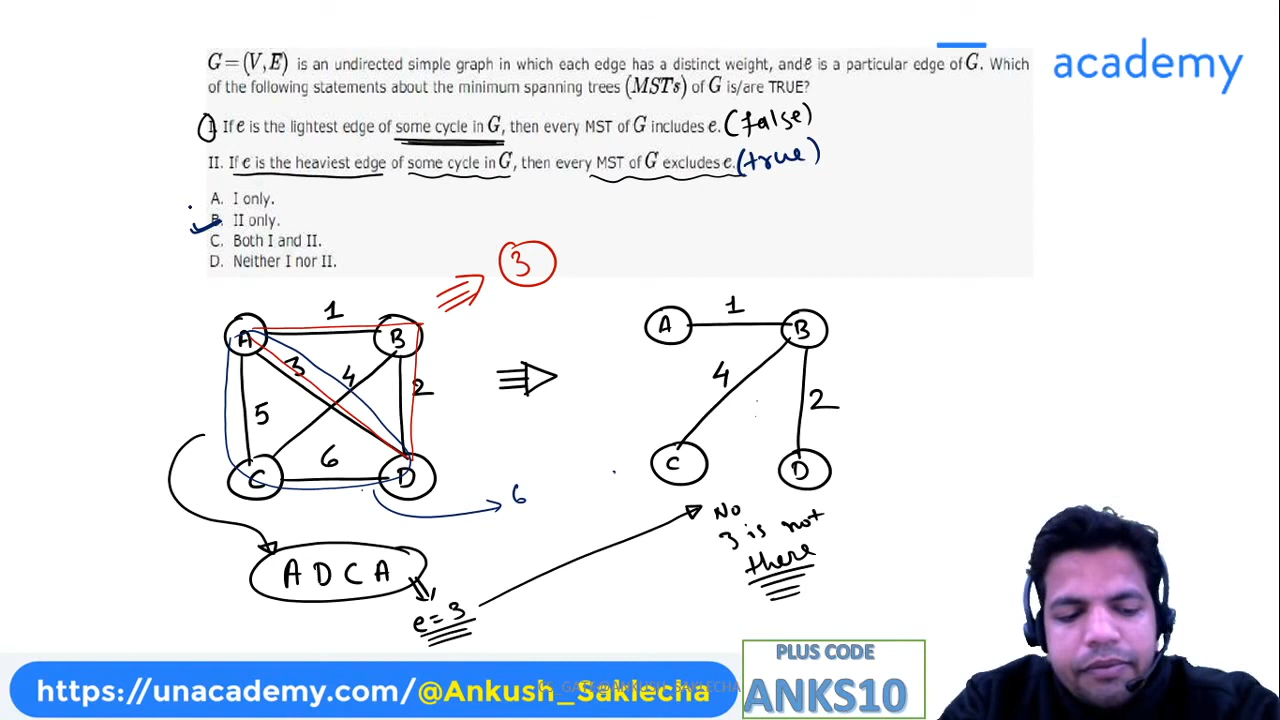 academy
G = (V, E) is an undirected simple graph in which each edge has a distinct weight, and e is a particular edge of G. Which
of the following statements about the minimum spanning trees (MSTs) of G is/are TRUE?
I. If e is the lightest edge of some cycle in G, then every MST of G includes e. (false)
II. If e is the heaviest edge of some cycle in G, then every MST of G excludes e. (true)
A. I only.
B. II only.
C. Both I and II.
D. Neither I nor II.
3
A 1 B
3 4 2
5
6
C D
6
A D C A
e = 3
A 1 B
4 2
C D
No
3 is not
there
https://unacademy.com/@Ankush_Saklecha
PLUS CODE
ANKS10